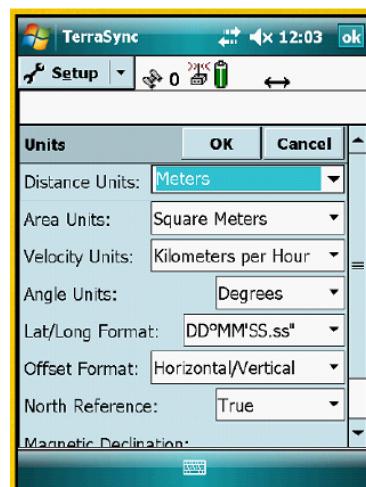 TerraSync 12:03 ok
Setup 0
Units OK Cancel
Distance Units: Meters
Area Units: Square Meters
Velocity Units: Kilometers per Hour
Angle Units: Degrees
Lat/Long Format: DD°MM'SS.ss"
Offset Format: Horizontal/Vertical
North Reference: True
Magnetic Declination: